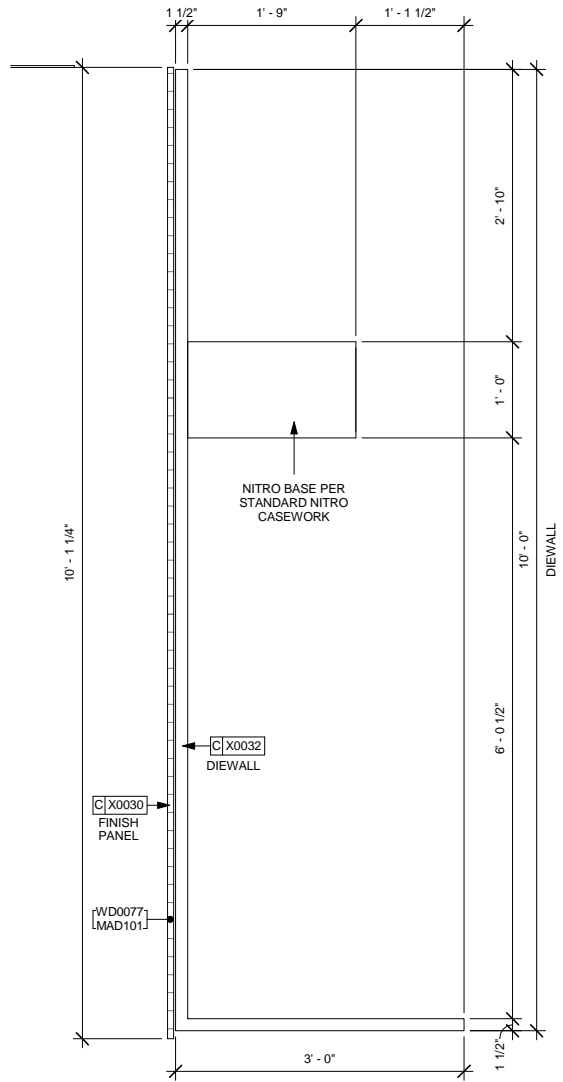 1 1/2"
1' - 9"
1' - 1 1/2"
2' - 10"
1' - 0"
NITRO BASE PER
STANDARD NITRO
CASEWORK
10' - 1 1/4"
10' - 0"
DIEWALL
6' - 0 1/2"
C X0032
DIEWALL
C X0030
FINISH
PANEL
WD0077
MAD101
3' - 0"
1 1/2"